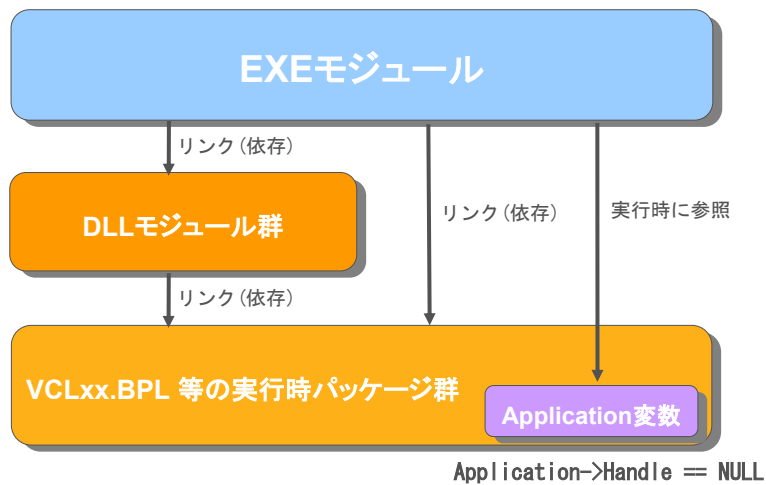 EXEモジュール
リンク(依存)
DLLモジュール群
リンク(依存)
実行時に参照
リンク(依存)
VCLxx.BPL 等の実行時パッケージ群
Application変数
Application->Handle == NULL